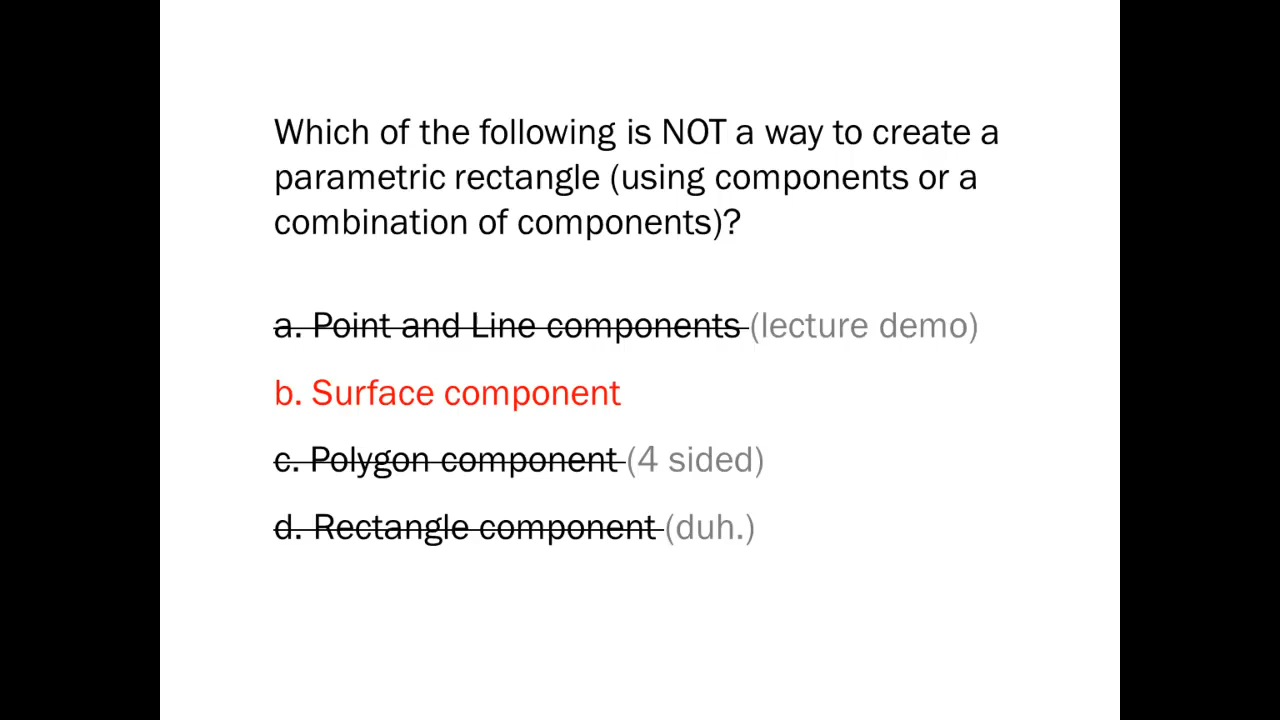 Which of the following is NOT a way to create a
parametric rectangle (using components or a
combination of components)?
a. Point and Line components (lecture demo)
b. Surface component
c. Polygon component (4 sided)
d. Rectangle component (duh.)